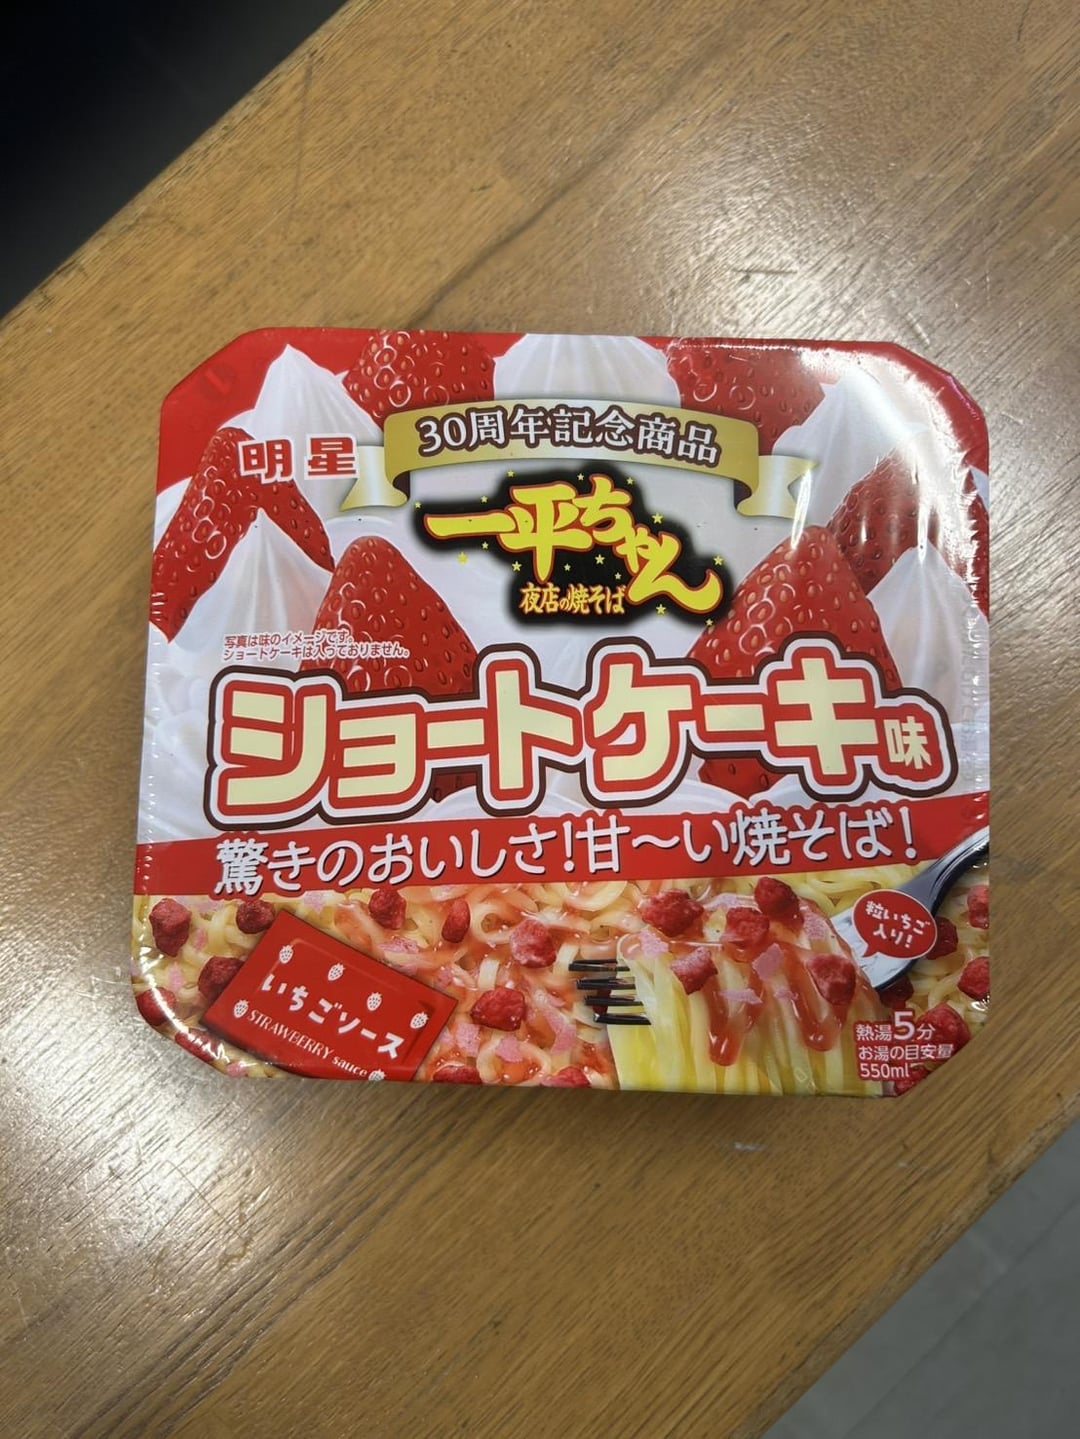 30周年記念商品
明星
一平ちゃん
夜店の焼そば
写真は味のイメージです。
ショートケーキは入っておりません。
ショートケーキ味
驚きのおいしさ!甘～い焼そば!
粒いちご
入り!
いちごソース
STRAWBERRY sauce
熱湯5分
お湯の目安量
550ml